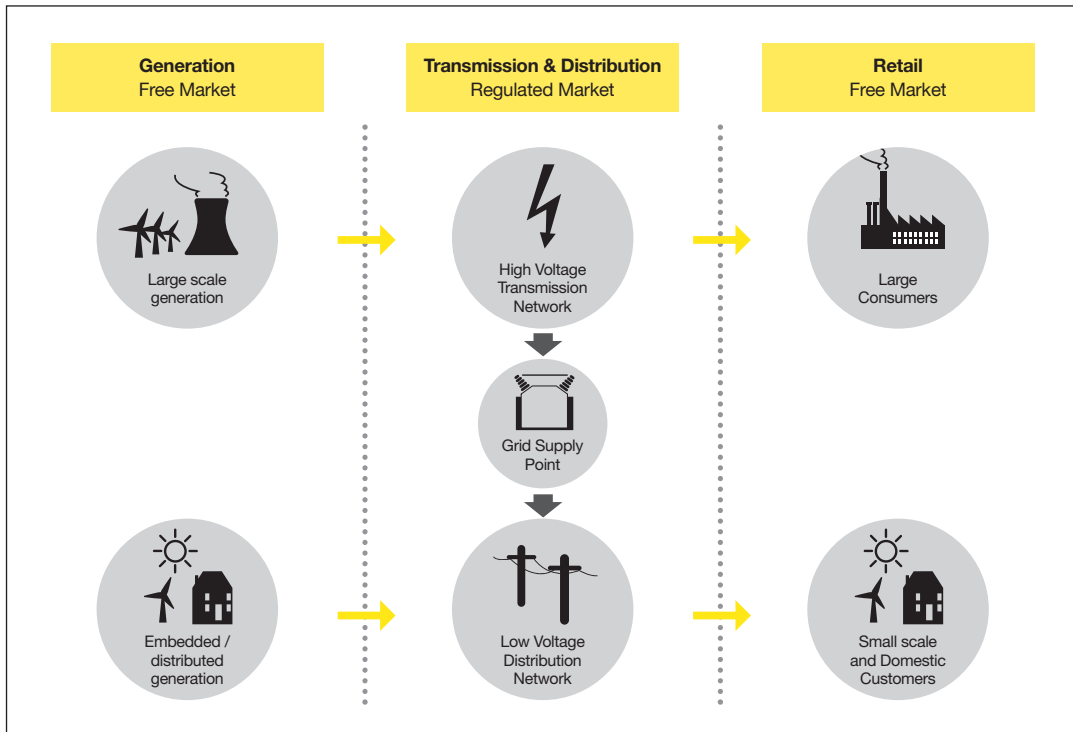 Generation
Free Market
Transmission & Distribution
Regulated Market
Retail
Free Market
Large scale
generation
High Voltage
Transmission
Network
Large
Consumers
Grid Supply
Point
Embedded /
distributed
generation
Low Voltage
Distribution
Network
Small scale
and Domestic
Customers